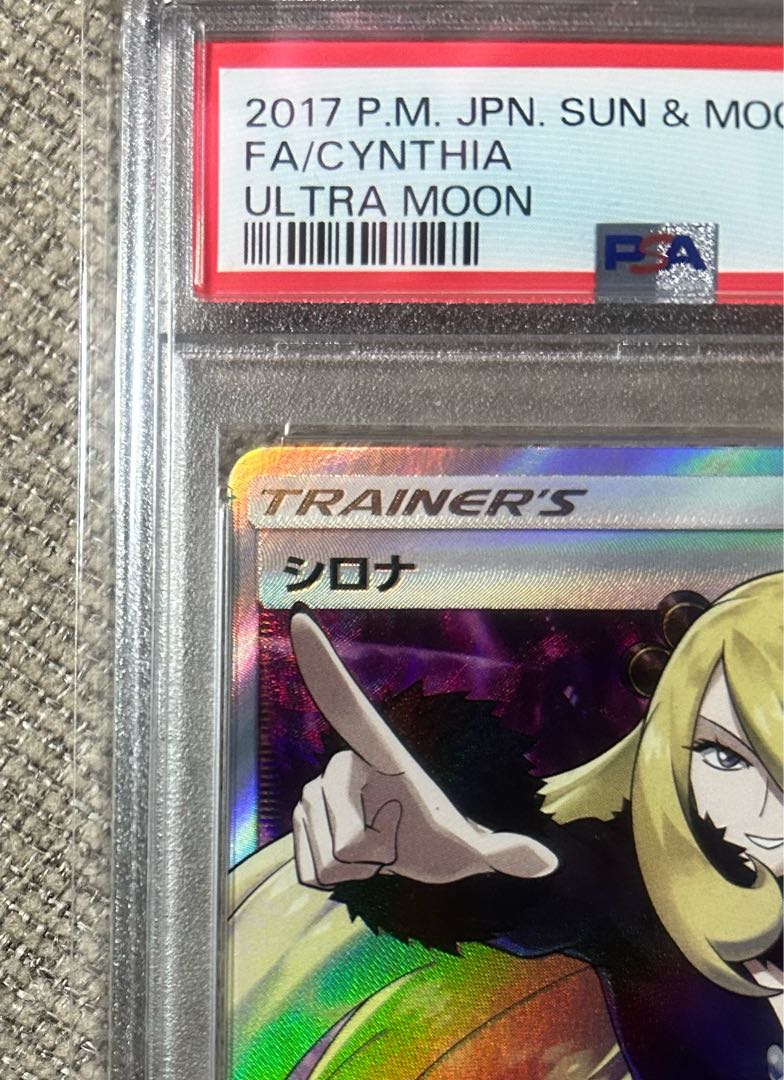 2017 P.M. JPN. SUN & MOO
FA/CYNTHIA
ULTRA MOON
PSA
TRAINER'S
シロナ